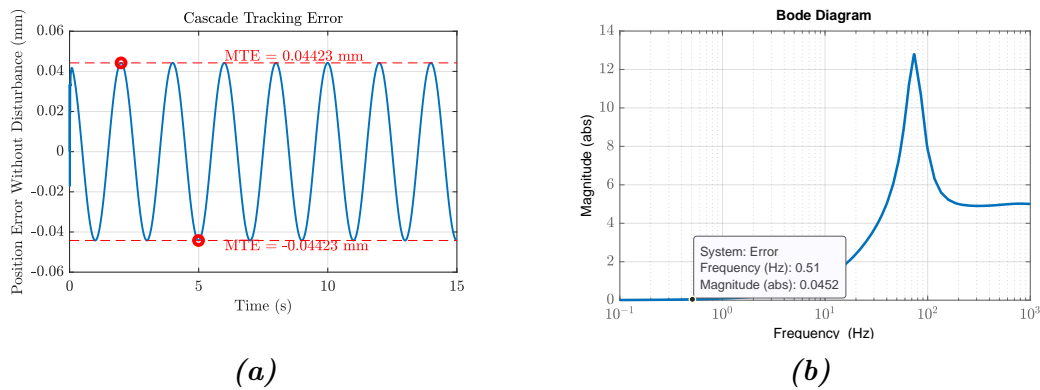 Cascade Tracking Error
Position Error Without Disturbance (mm)
0.06
0.04
0.02
0
-0.02
-0.04
-0.06
MTE = 0.04423 mm
MTE = -0.04423 mm
0
5
10
15
Time (s)
(a)
Bode Diagram
Magnitude (abs)
14
12
10
8
6
4
2
0
System: Error
Frequency (Hz): 0.51
Magnitude (abs): 0.0452
10^-1
10^0
10^1
10^2
10^3
Frequency (Hz)
(b)